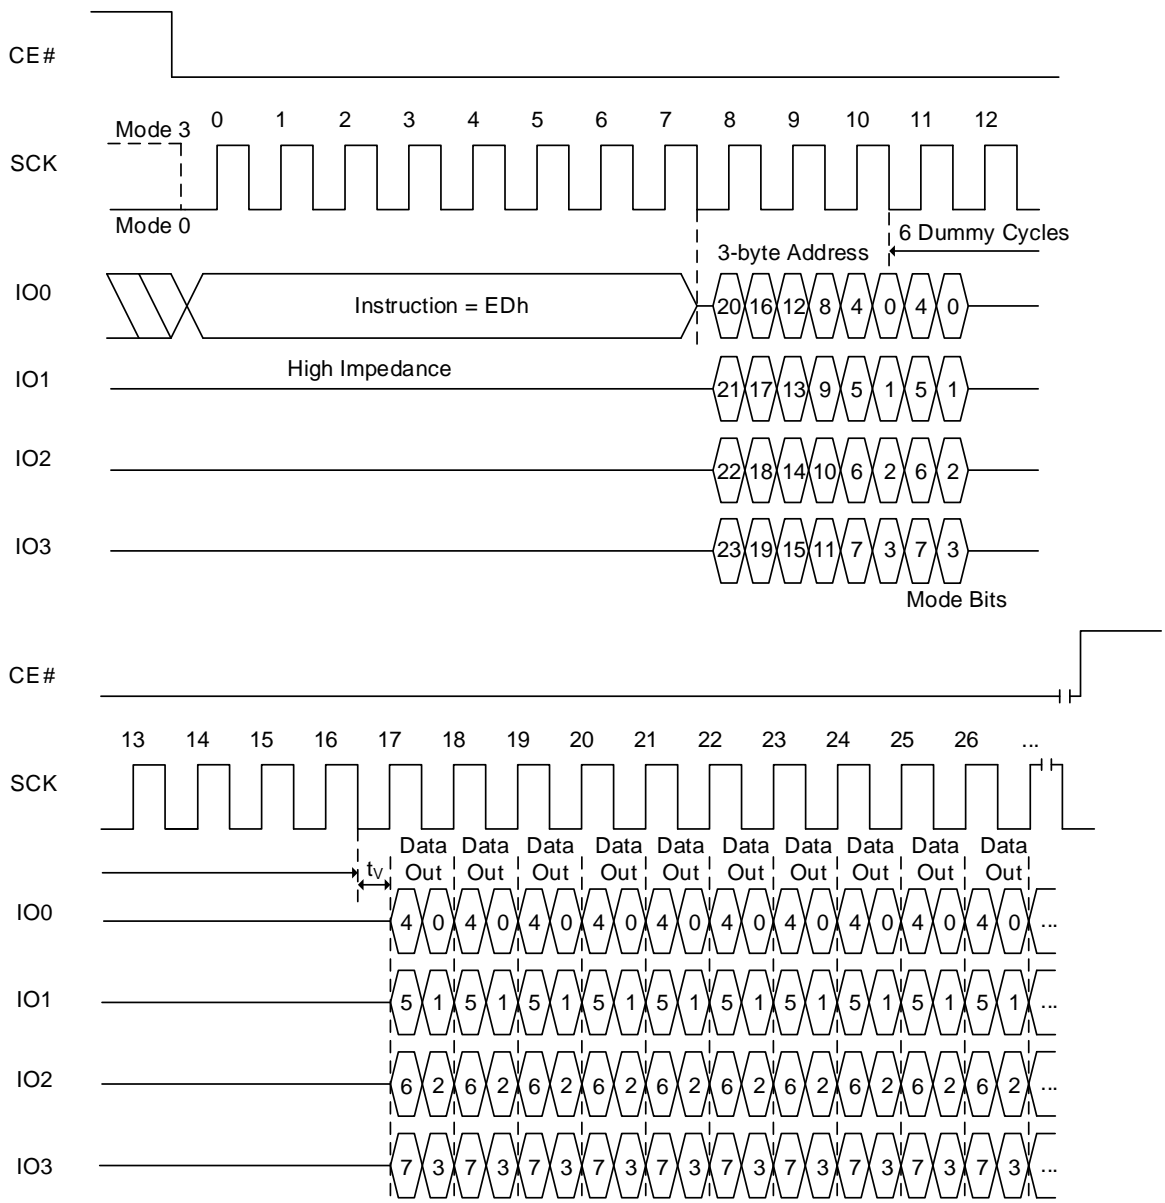 CE#
Mode 3 0 1 2 3 4 5 6 7 8 9 10 11 12
SCK
Mode 0
6 Dummy Cycles
3-byte Address
IO0 Instruction = EDh 20 16 12 8 4 0 4 0
High Impedance
IO1 21 17 13 9 5 1 5 1
IO2 22 18 14 10 6 2 6 2
IO3 23 19 15 11 7 3 7 3
Mode Bits
CE#
13 14 15 16 17 18 19 20 21 22 23 24 25 26 ...
SCK
Data Data Data Data Data Data Data Data Data Data
tV Out Out Out Out Out Out Out Out Out Out
IO0 4 0 4 0 4 0 4 0 4 0 4 0 4 0 4 0 4 0 4 0 ...
IO1 5 1 5 1 5 1 5 1 5 1 5 1 5 1 5 1 5 1 5 1 ...
IO2 6 2 6 2 6 2 6 2 6 2 6 2 6 2 6 2 6 2 6 2 ...
IO3 7 3 7 3 7 3 7 3 7 3 7 3 7 3 7 3 7 3 7 3 ...